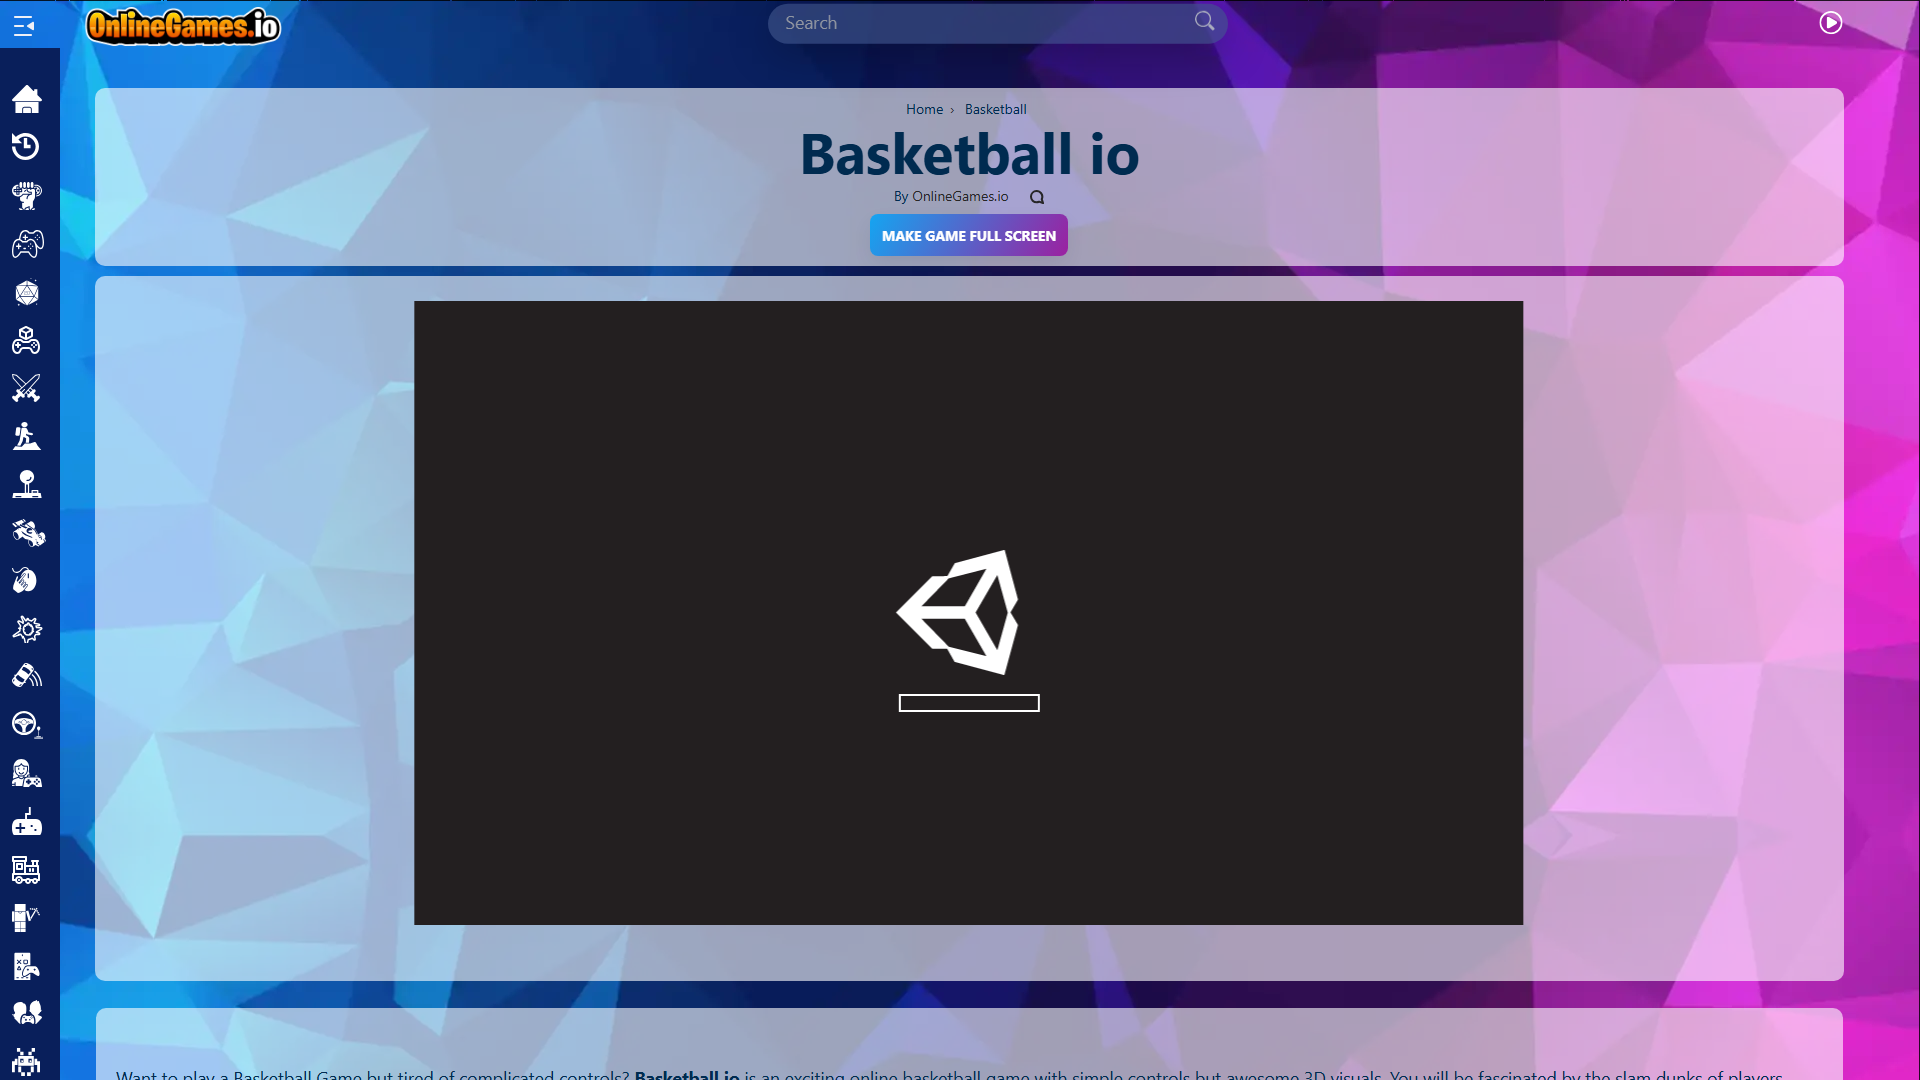 OnlineGames.io
Search
Home › Basketball
Basketball io
By OnlineGames.io
MAKE GAME FULL SCREEN
Want to play a Basketball Game but tired of complicated controls? Basketball io is an exciting online basketball game with simple controls but awesome 3D visuals. You will be fascinated by the slam dunks of players